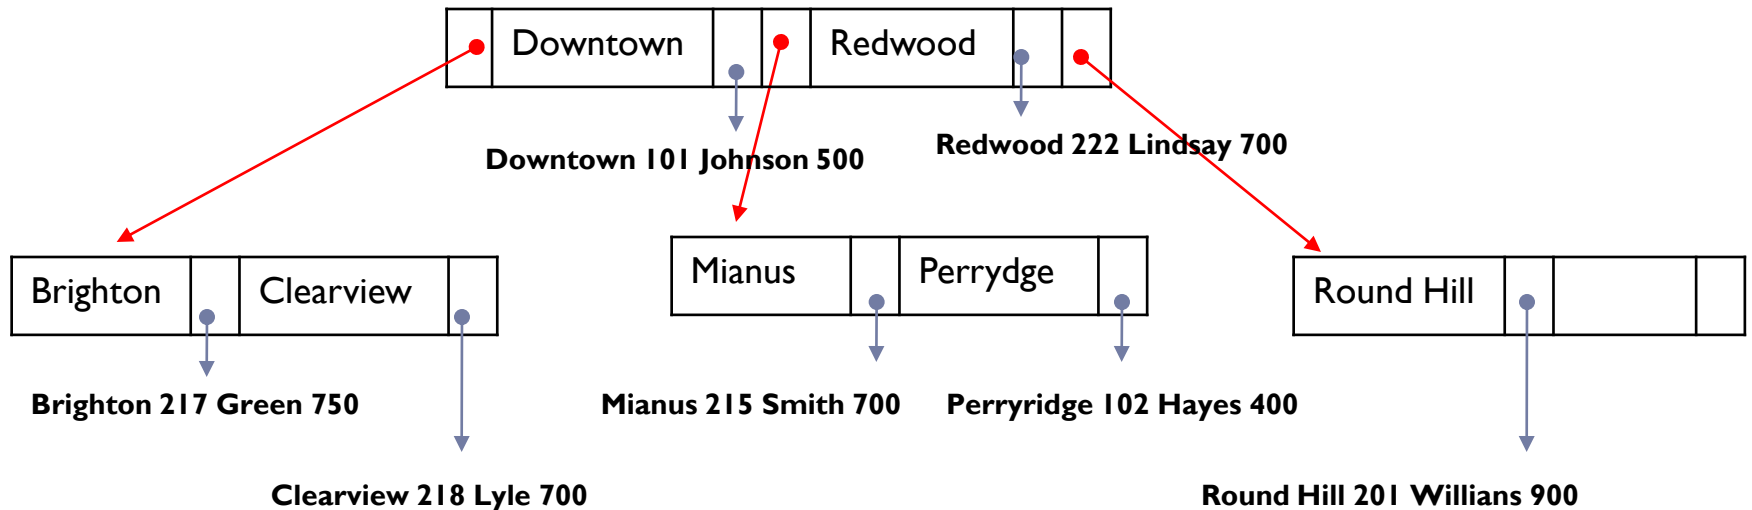 Downtown Redwood
Downtown 101 Johnson 500
Redwood 222 Lindsay 700
Brighton Clearview
Mianus Perrydge
Round Hill
Brighton 217 Green 750
Mianus 215 Smith 700
Perryridge 102 Hayes 400
Clearview 218 Lyle 700
Round Hill 201 Willians 900